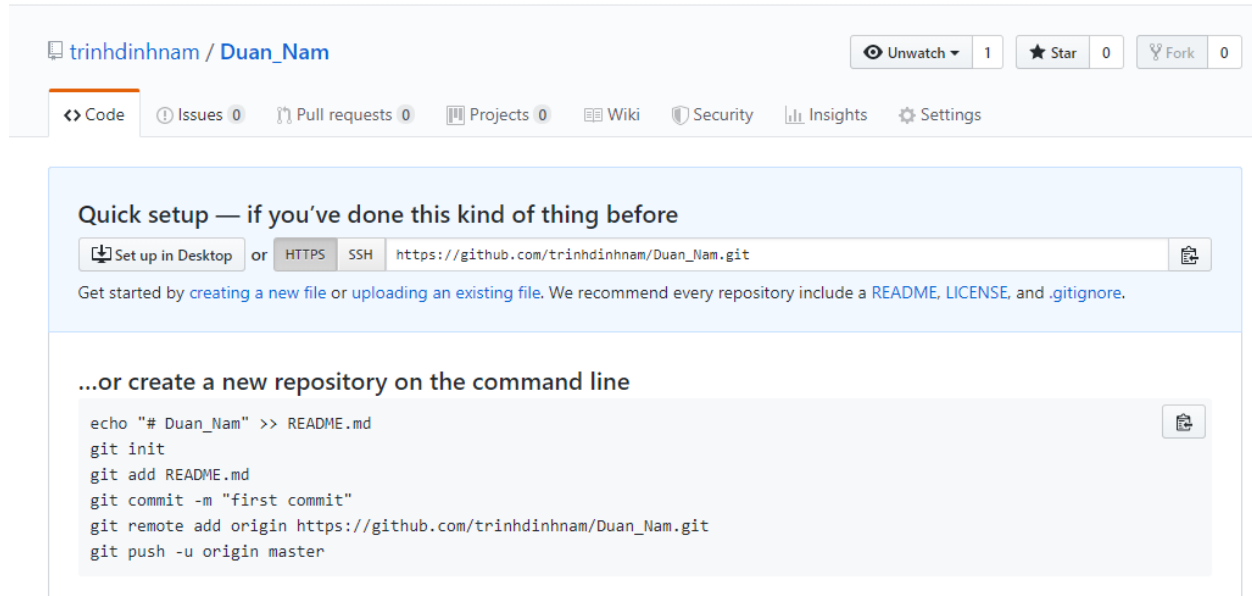 trinhdinhnam / Duan_Nam
Unwatch 1 Star 0 Fork 0
Code Issues 0 Pull requests 0 Projects 0 Wiki Security Insights Settings
Quick setup — if you’ve done this kind of thing before
Set up in Desktop or HTTPS SSH https://github.com/trinhdinhnam/Duan_Nam.git
Get started by creating a new file or uploading an existing file. We recommend every repository include a README, LICENSE, and .gitignore.
...or create a new repository on the command line
echo "# Duan_Nam" >> README.md
git init
git add README.md
git commit -m "first commit"
git remote add origin https://github.com/trinhdinhnam/Duan_Nam.git
git push -u origin master